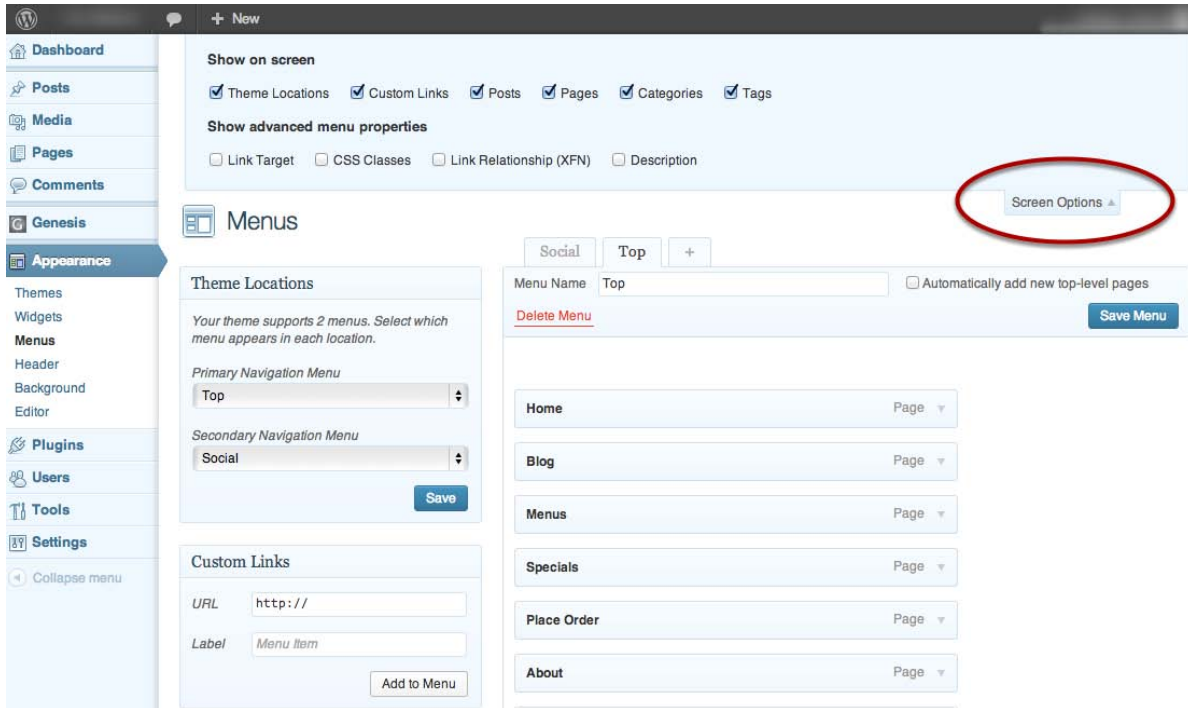 + New
Dashboard
Posts
Media
Pages
Comments
Genesis
Appearance
Themes
Widgets
Menus
Header
Background
Editor
Plugins
Users
Tools
Settings
Collapse menu
Show on screen
Theme Locations Custom Links Posts Pages Categories Tags
Show advanced menu properties
Link Target CSS Classes Link Relationship (XFN) Description
Screen Options
Menus
Theme Locations
Your theme supports 2 menus. Select which
menu appears in each location.
Primary Navigation Menu
Top
Secondary Navigation Menu
Social
Save
Custom Links
URL http://
Label Menu Item
Add to Menu
Social Top +
Menu Name Top Automatically add new top-level pages
Delete Menu Save Menu
Home Page
Blog Page
Menus Page
Specials Page
Place Order Page
About Page